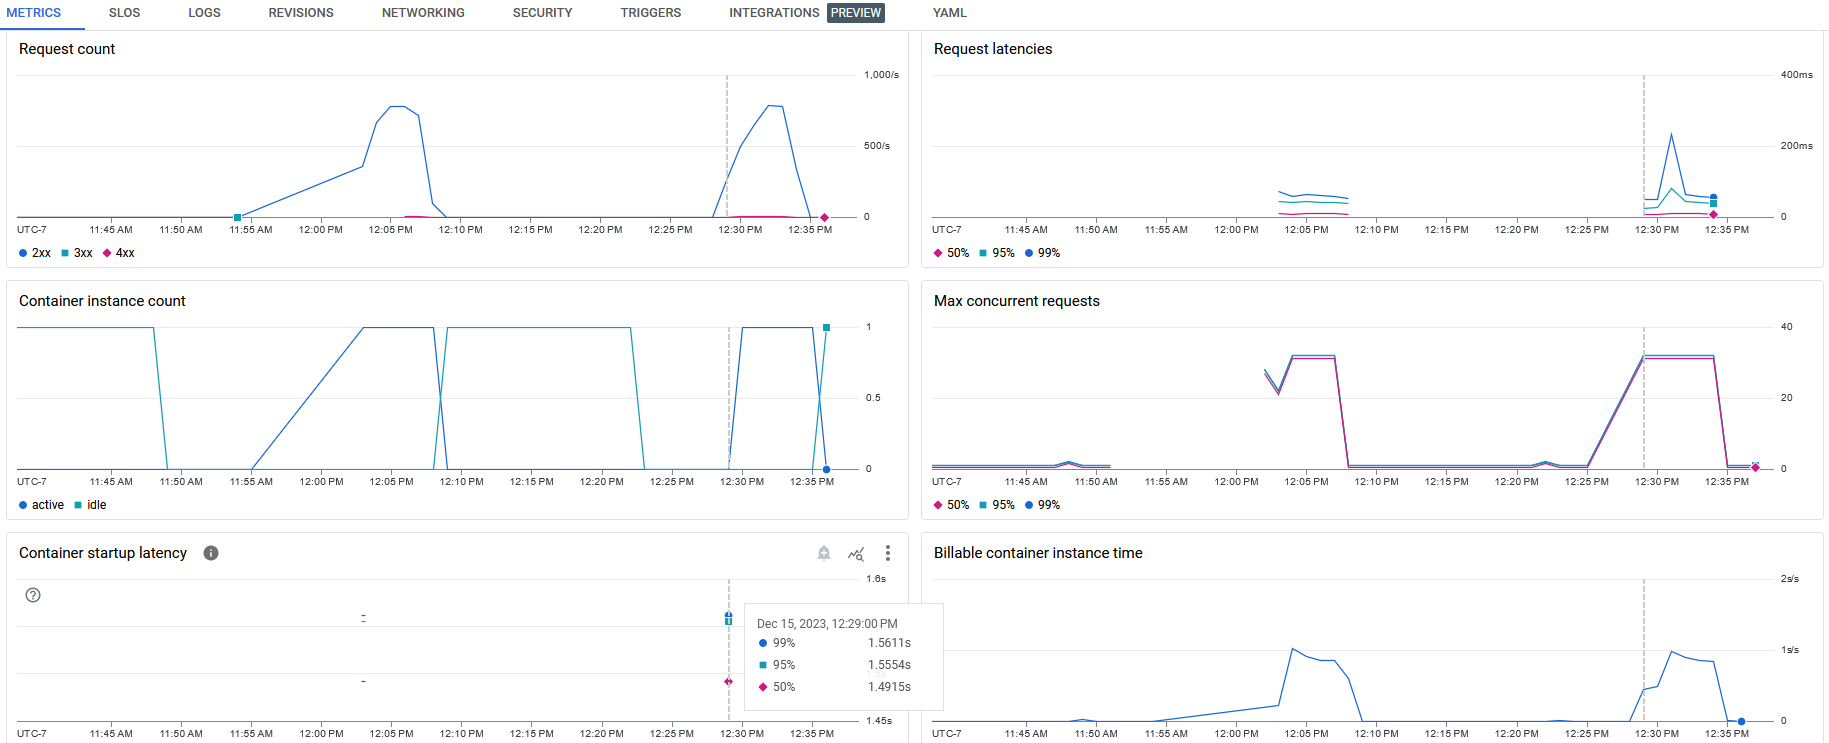 METRICS SLOS LOGS REVISIONS NETWORKING SECURITY TRIGGERS INTEGRATIONS PREVIEW YAML
Request count
1,000/s
500/s
0
UTC-7 11:45 AM 11:50 AM 11:55 AM 12:00 PM 12:05 PM 12:10 PM 12:15 PM 12:20 PM 12:25 PM 12:30 PM 12:35 PM
2xx 3xx 4xx
Request latencies
400ms
200ms
0
UTC-7 11:45 AM 11:50 AM 11:55 AM 12:00 PM 12:05 PM 12:10 PM 12:15 PM 12:20 PM 12:25 PM 12:30 PM 12:35 PM
50% 95% 99%
Container instance count
1
0.5
0
UTC-7 11:45 AM 11:50 AM 11:55 AM 12:00 PM 12:05 PM 12:10 PM 12:15 PM 12:20 PM 12:25 PM 12:30 PM 12:35 PM
active idle
Max concurrent requests
40
20
0
UTC-7 11:45 AM 11:50 AM 11:55 AM 12:00 PM 12:05 PM 12:10 PM 12:15 PM 12:20 PM 12:25 PM 12:30 PM 12:35 PM
50% 95% 99%
Container startup latency
1.6s
Dec 15, 2023, 12:29:00 PM
99% 1.5611s
95% 1.5554s
50% 1.4915s
1.45s
UTC-7 11:45 AM 11:50 AM 11:55 AM 12:00 PM 12:05 PM 12:10 PM 12:15 PM 12:20 PM 12:25 PM 12:30 PM 12:35 PM
Billable container instance time
2s/s
1s/s
0
UTC-7 11:45 AM 11:50 AM 11:55 AM 12:00 PM 12:05 PM 12:10 PM 12:15 PM 12:20 PM 12:25 PM 12:30 PM 12:35 PM